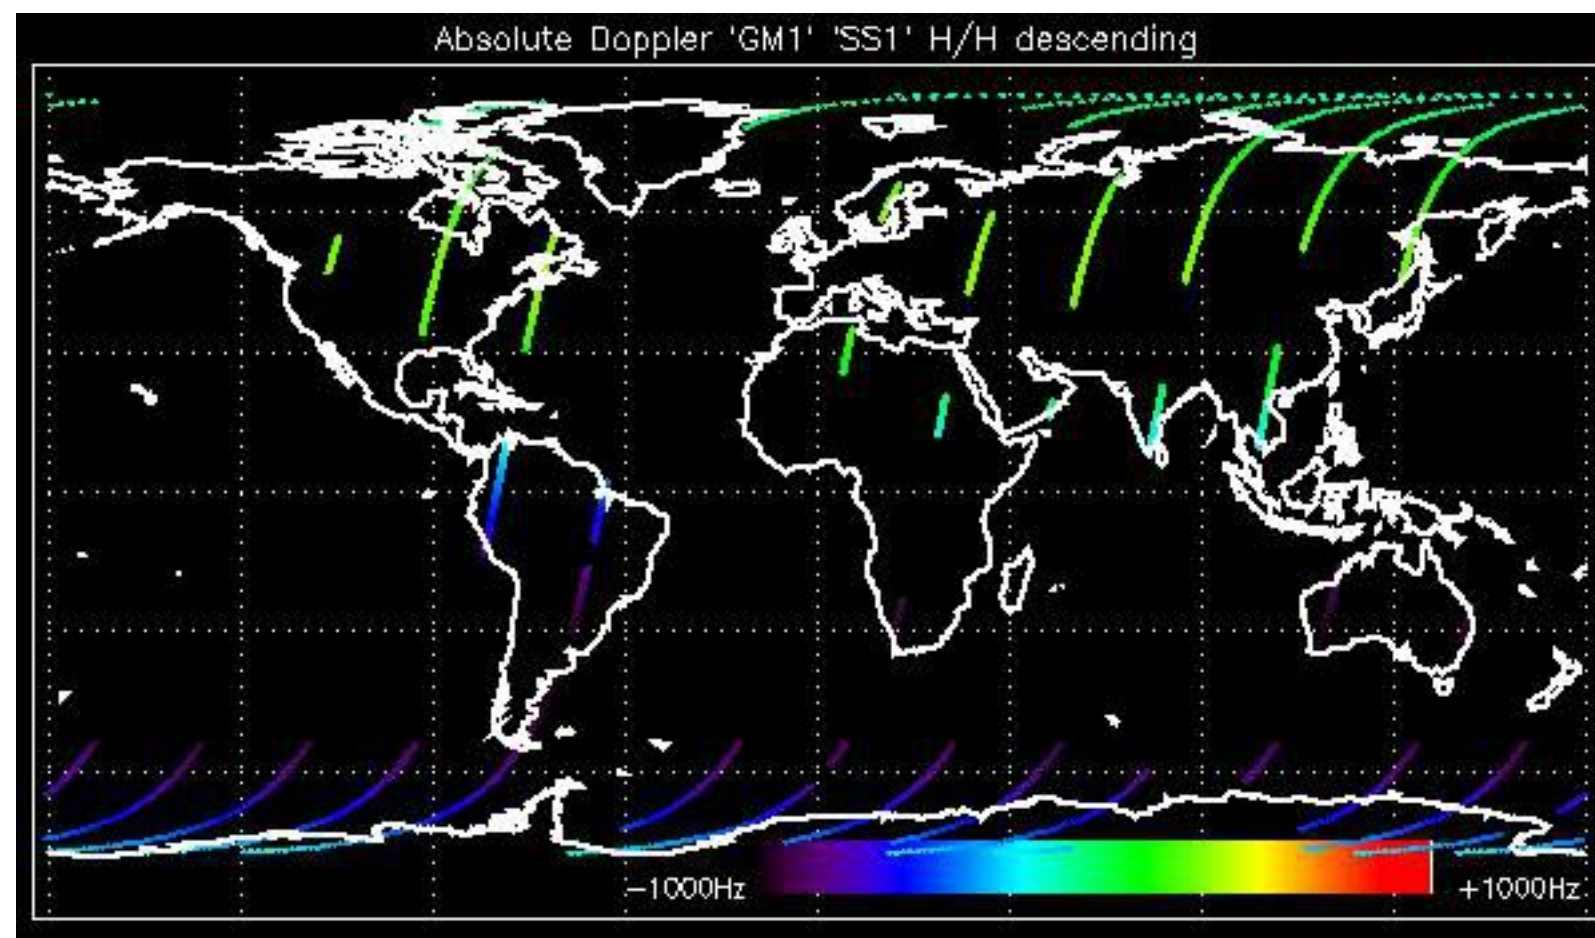 Absolute Doppler 'GM1' 'SS1' H/H descending
−1000Hz
+1000Hz